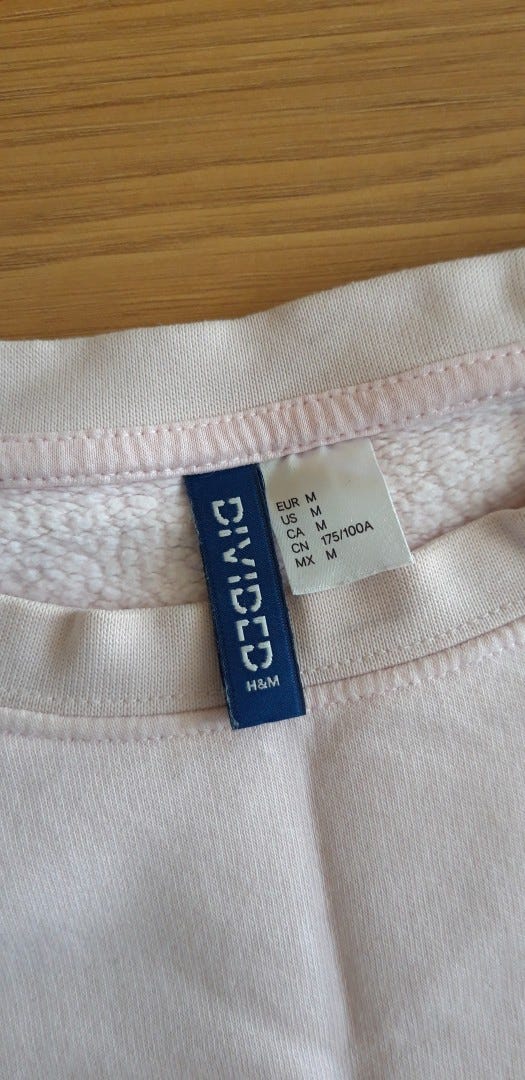 DIVIDED
H&M
EUR M
US M
CA M
CN 175/100A
MX M